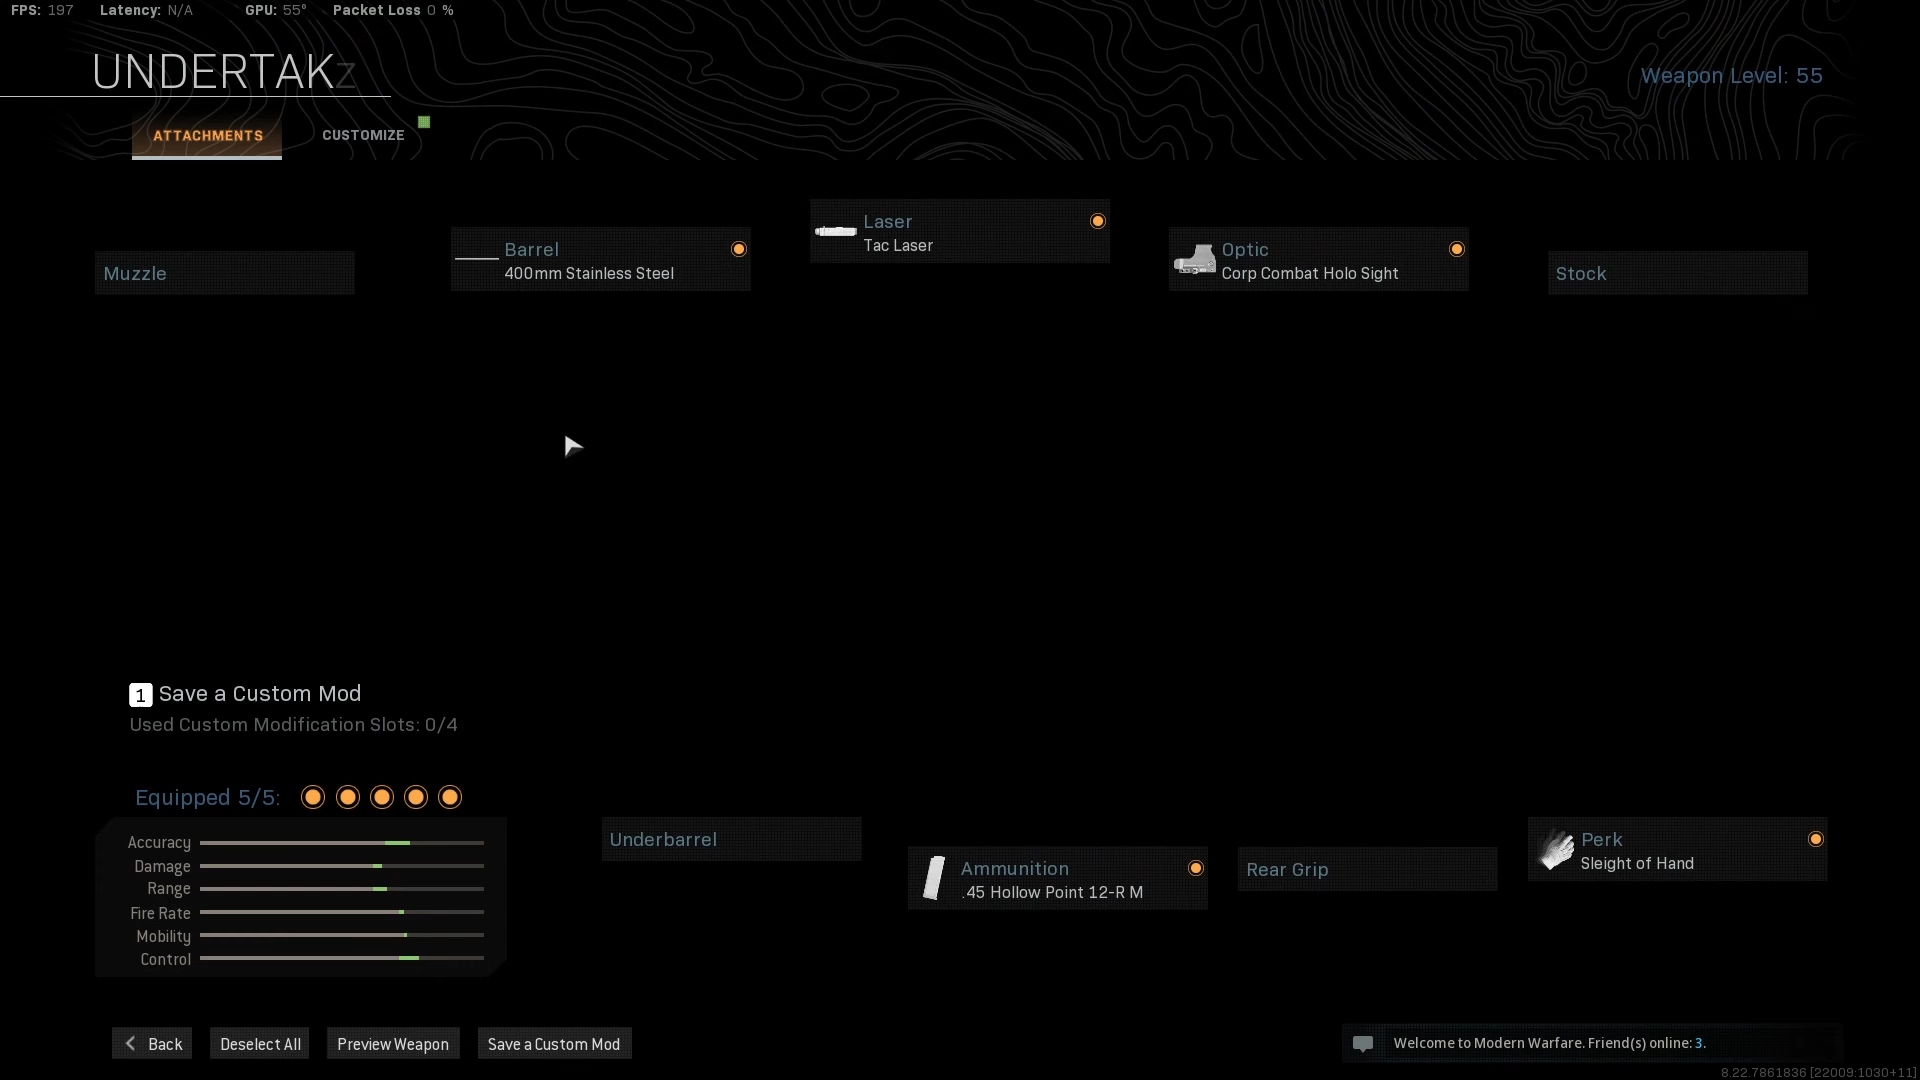 FPS: 197 Latency: N/A GPU: 55° Packet Loss 0 %
UNDERTAKZ
Weapon Level: 55
ATTACHMENTS CUSTOMIZE
Laser
Tac Laser
Barrel
400mm Stainless Steel
Optic
Corp Combat Holo Sight
Muzzle
Stock
1 Save a Custom Mod
Used Custom Modification Slots: 0/4
Equipped 5/5:
Accuracy
Damage
Range
Fire Rate
Mobility
Control
Underbarrel
Ammunition
.45 Hollow Point 12-R M
Rear Grip
Perk
Sleight of Hand
Back Deselect All Preview Weapon Save a Custom Mod
Welcome to Modern Warfare. Friend(s) online: 3.
8.22.7861836 [22009:1030+11]